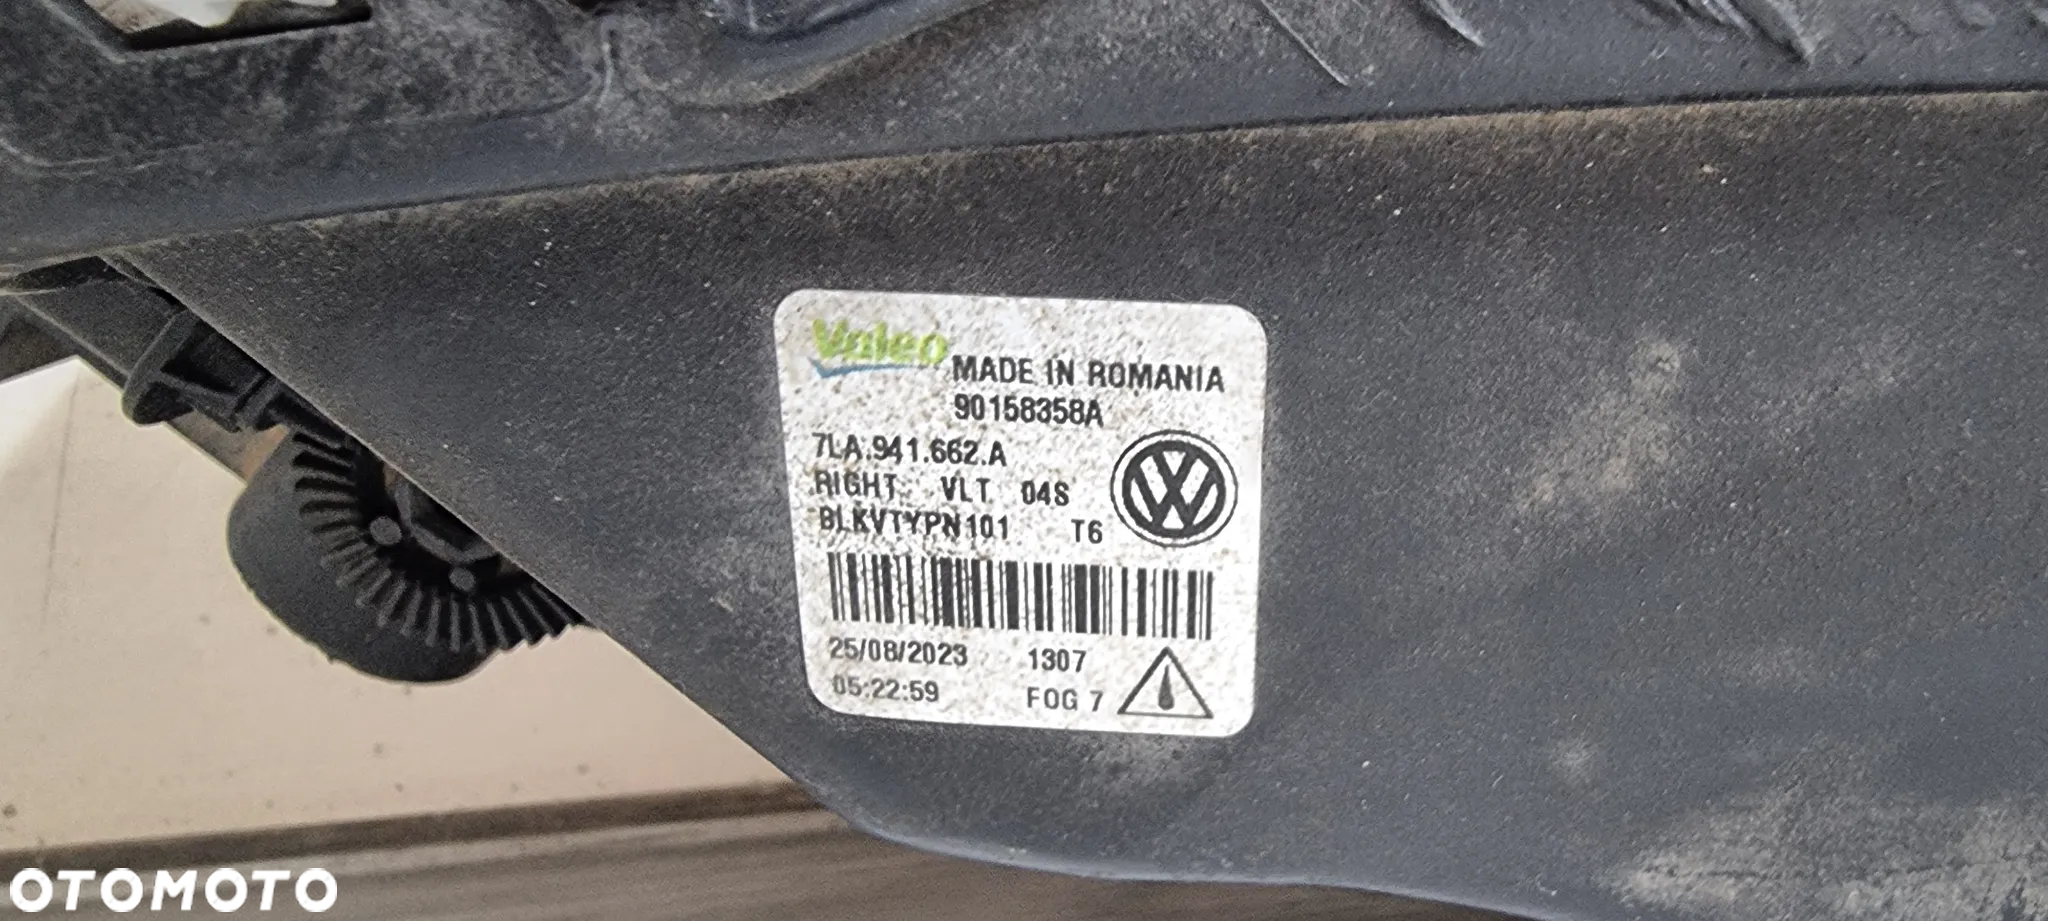 Valeo
MADE IN ROMANIA
90158358A
7LA.941.662.A
RIGHT VLT 04S
BLKVTYPN101 T6
25/08/2023 1307
05:22:59 FOG 7
OTOMOTO